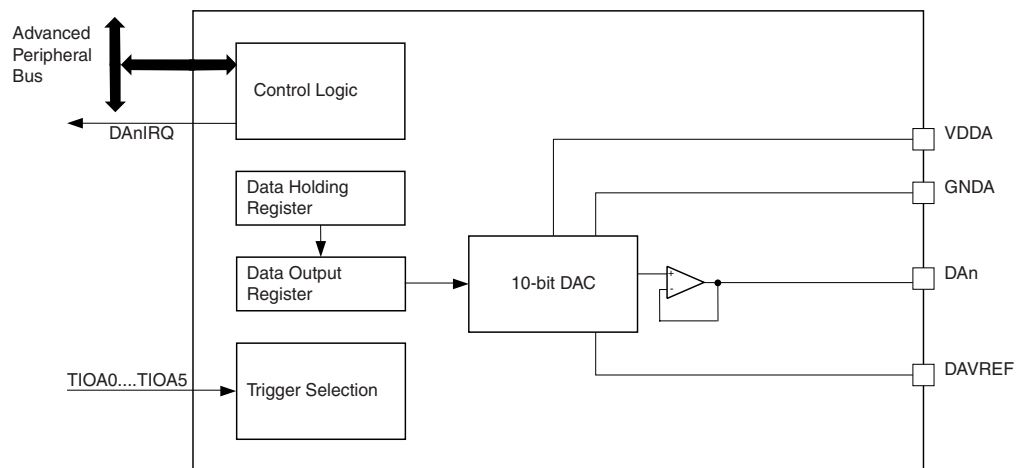 Advanced
Peripheral
Bus
Control Logic
DAnIRQ
VDDA
GNDA
Data Holding
Register
Data Output
Register
10-bit DAC
+
-
DAn
TIOA0....TIOA5
Trigger Selection
DAVREF